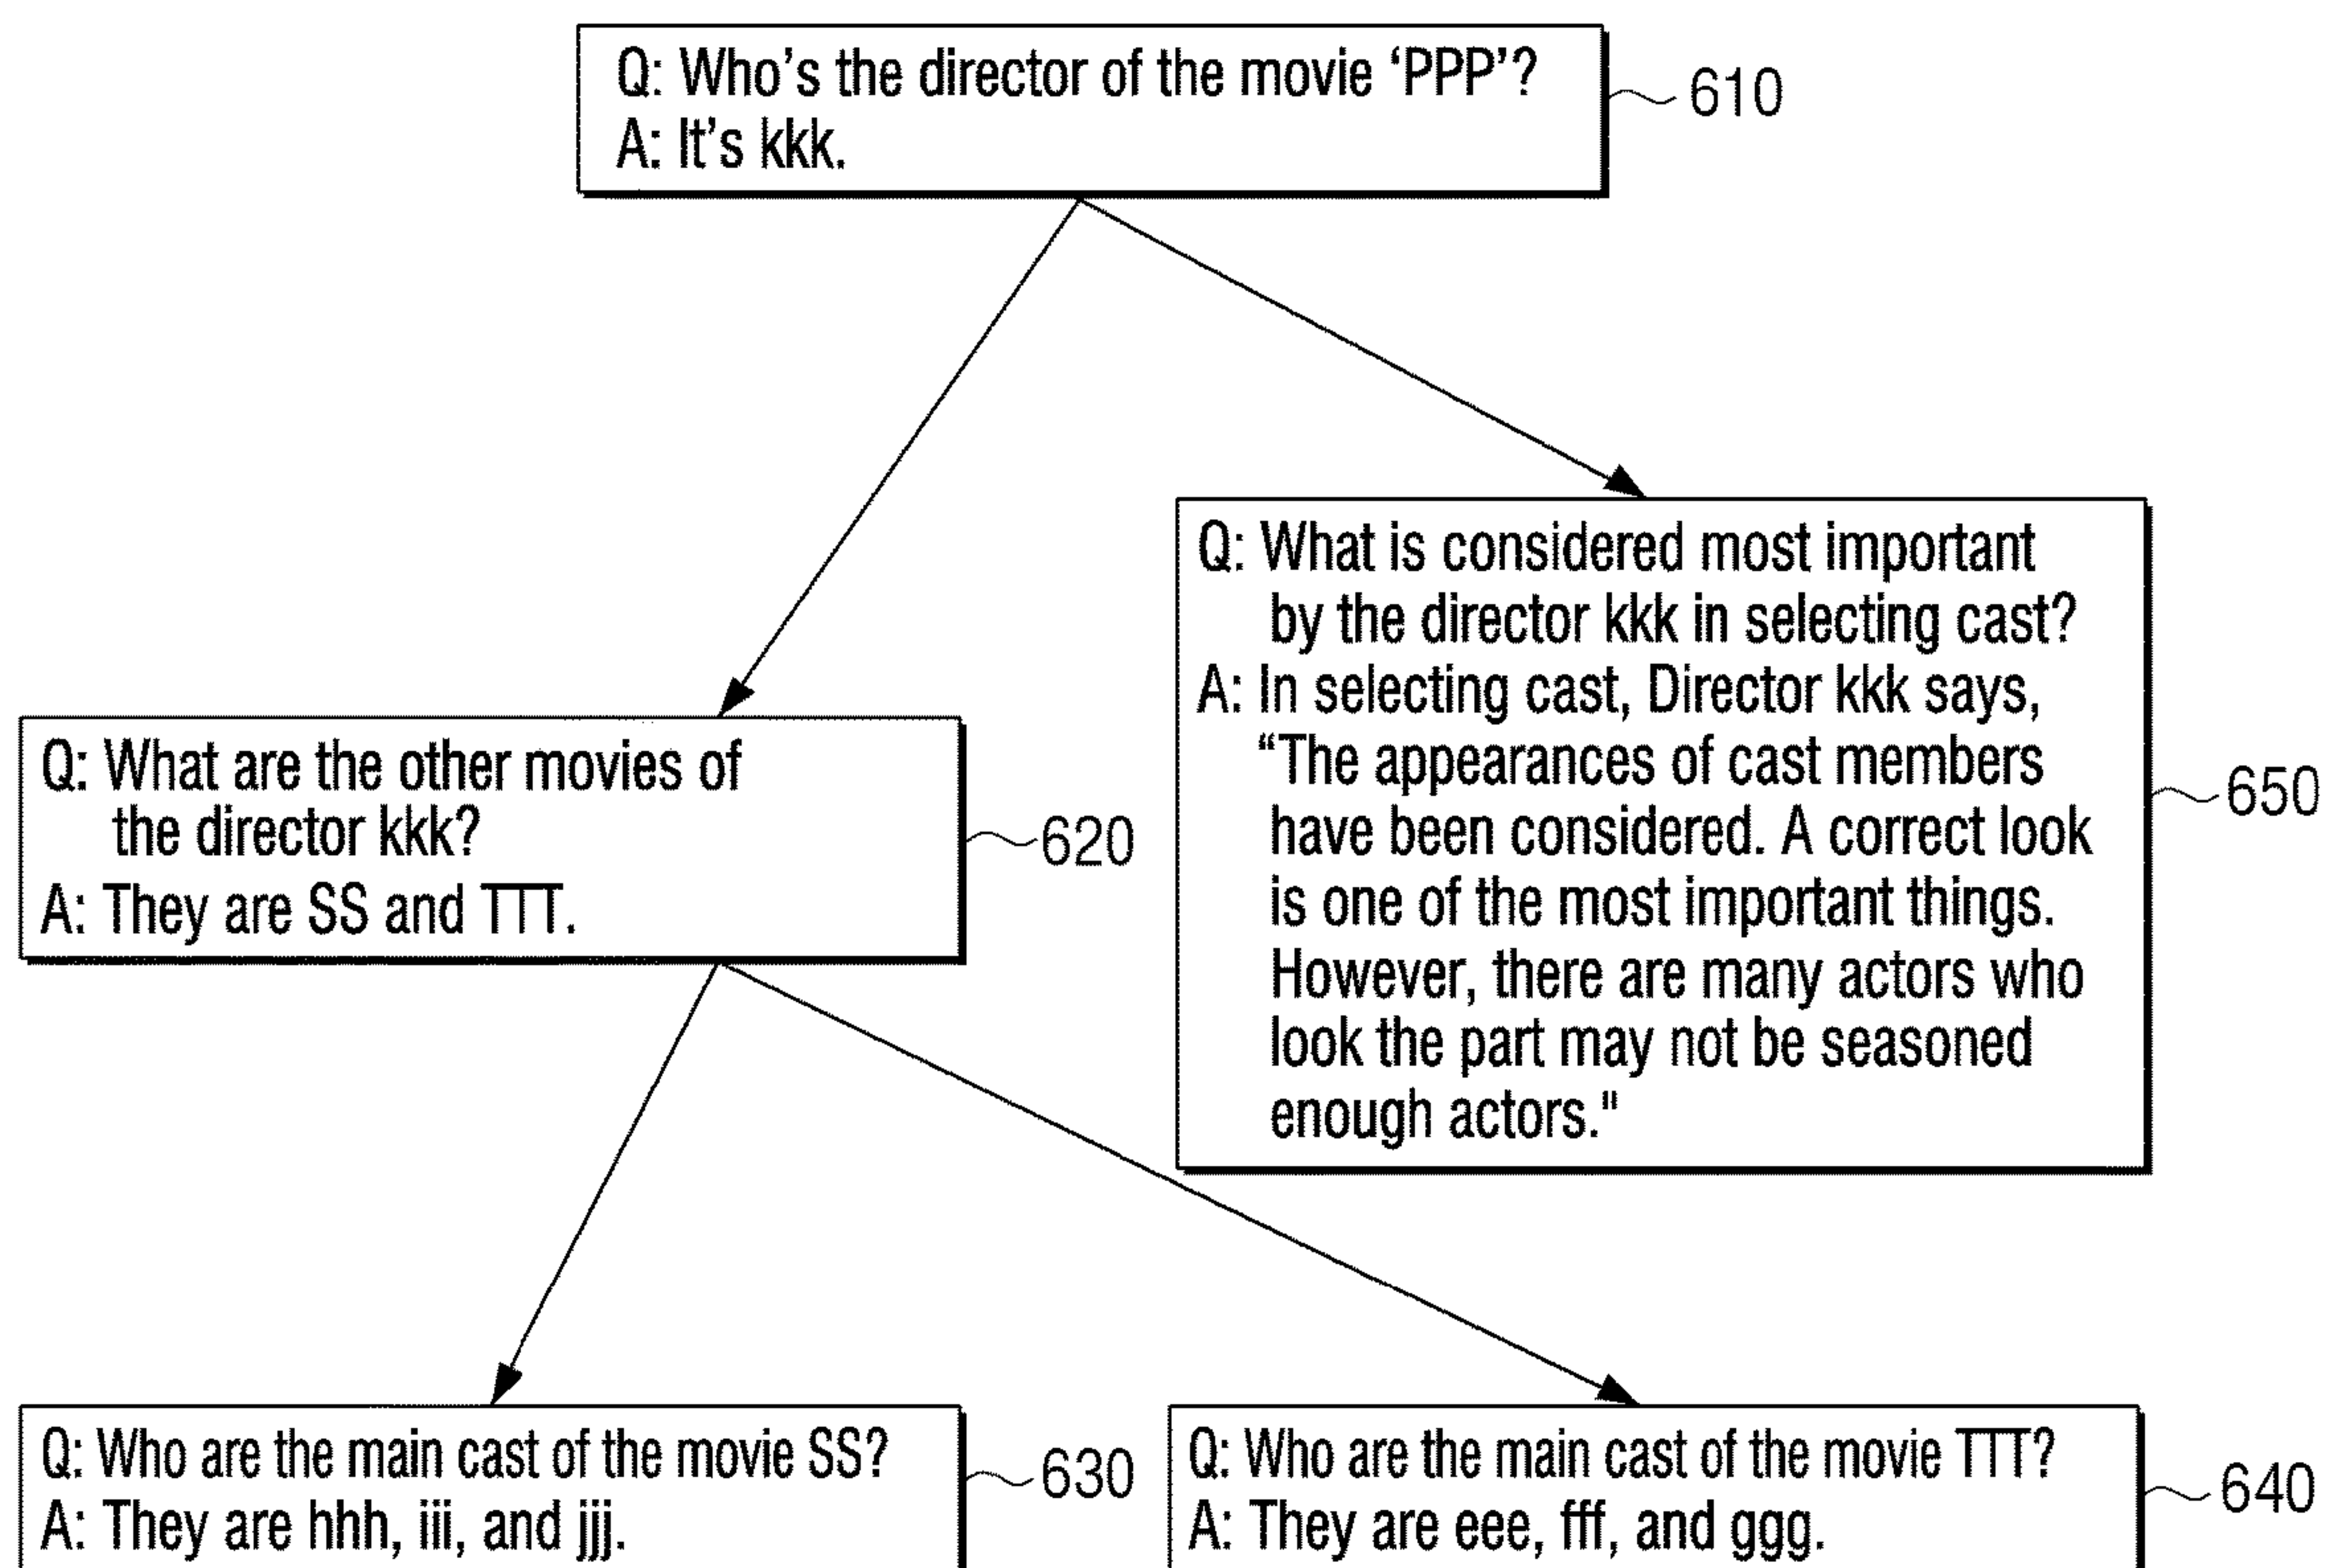 Q: Who's the director of the movie ‘PPP’?
A: It's kkk.
610
Q: What is considered most important
by the director kkk in selecting cast?
A: In selecting cast, Director kkk says,
“The appearances of cast members
have been considered. A correct look
is one of the most important things.
However, there are many actors who
look the part may not be seasoned
enough actors."
650
Q: What are the other movies of
the director kkk?
A: They are SS and TTT.
620
Q: Who are the main cast of the movie SS?
A: They are hhh, iii, and jjj.
630
Q: Who are the main cast of the movie TTT?
A: They are eee, fff, and ggg.
640